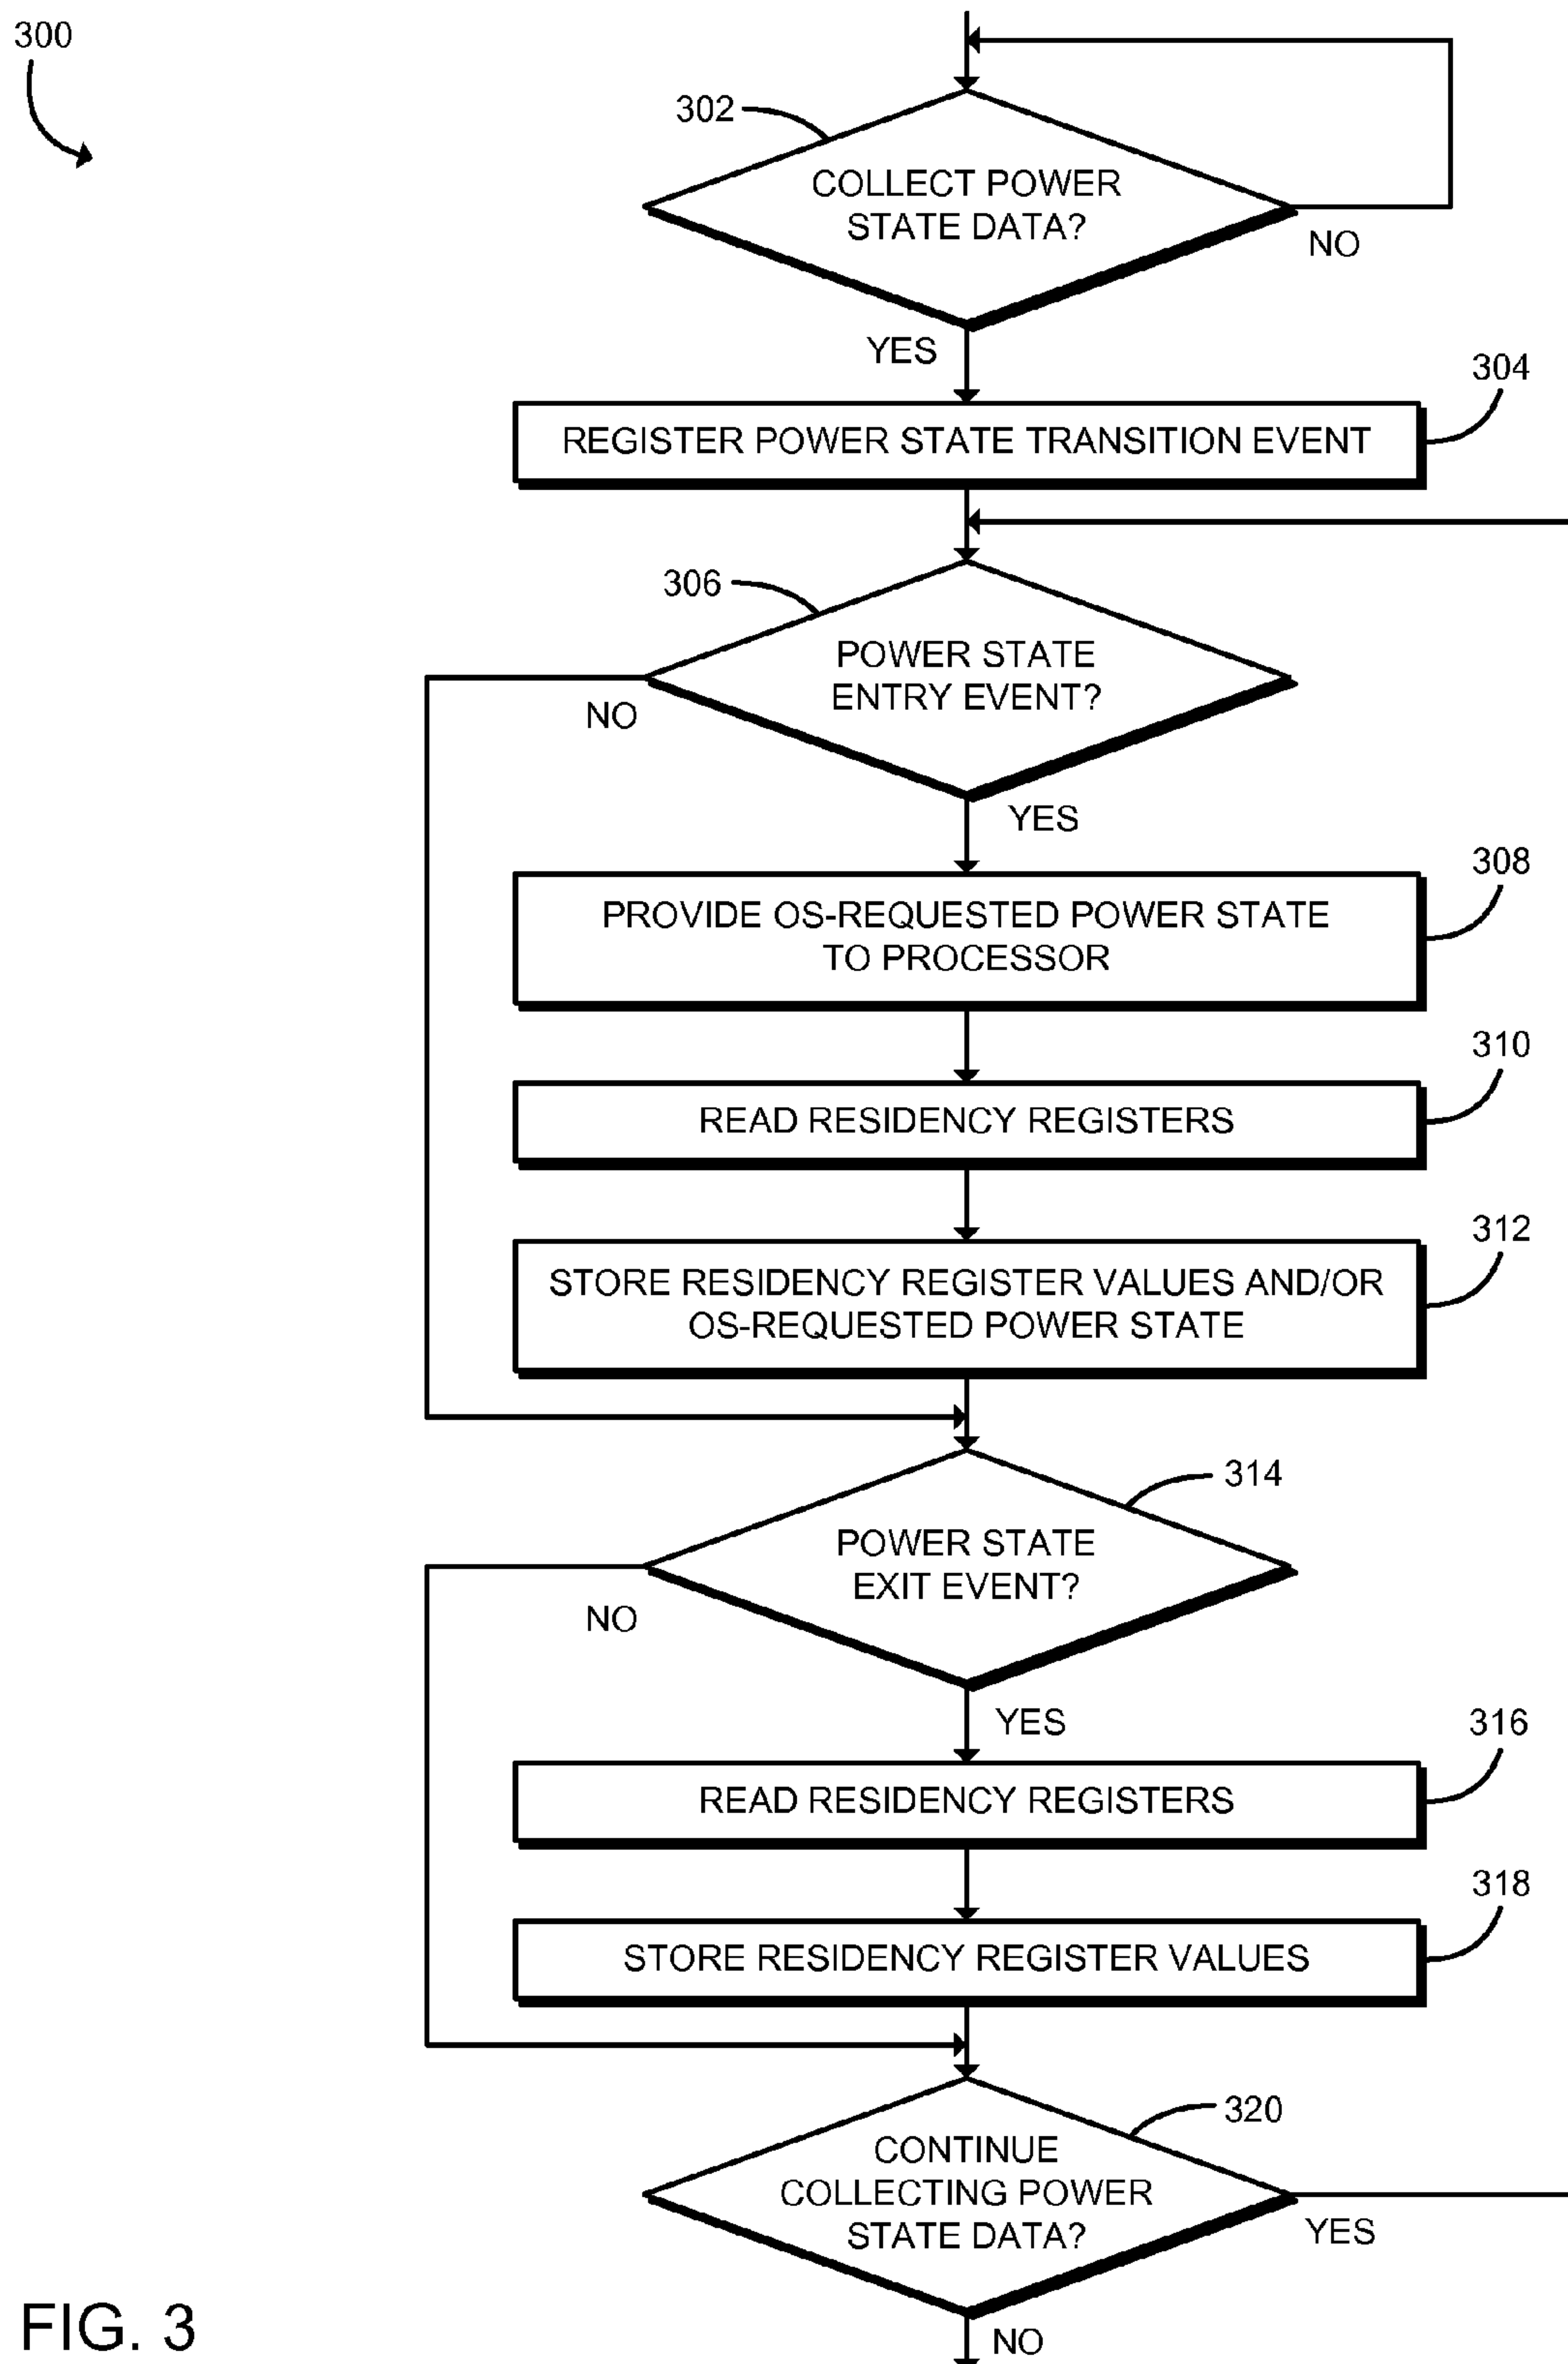 300
302
COLLECT POWER
STATE DATA?
NO
YES
304
REGISTER POWER STATE TRANSITION EVENT
306
POWER STATE
ENTRY EVENT?
NO
YES
308
PROVIDE OS-REQUESTED POWER STATE
TO PROCESSOR
310
READ RESIDENCY REGISTERS
312
STORE RESIDENCY REGISTER VALUES AND/OR
OS-REQUESTED POWER STATE
314
POWER STATE
EXIT EVENT?
NO
YES
316
READ RESIDENCY REGISTERS
318
STORE RESIDENCY REGISTER VALUES
320
CONTINUE
COLLECTING POWER
STATE DATA?
YES
NO
FIG. 3